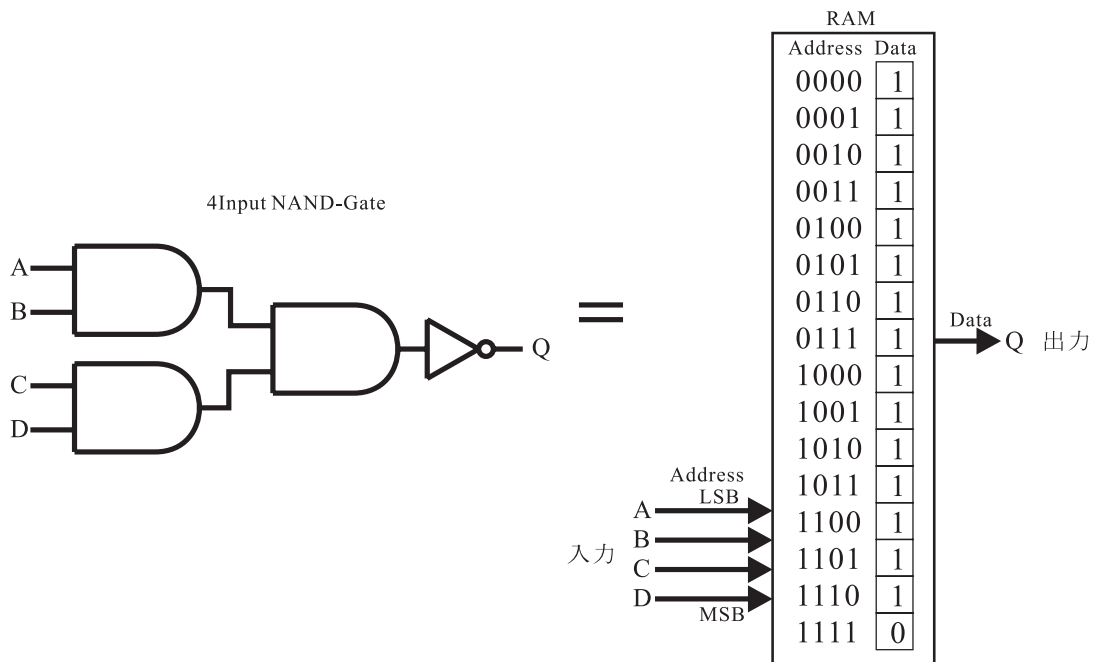 4Input NAND-Gate
A
B
C
D
Q
RAM
Address Data
0000 1
0001 1
0010 1
0011 1
0100 1
0101 1
0110 1
0111 1
1000 1
1001 1
1010 1
1011 1
1100 1
1101 1
1110 1
1111 0
Data
Q 出力
Address
LSB
A
B
入力
C
D
MSB